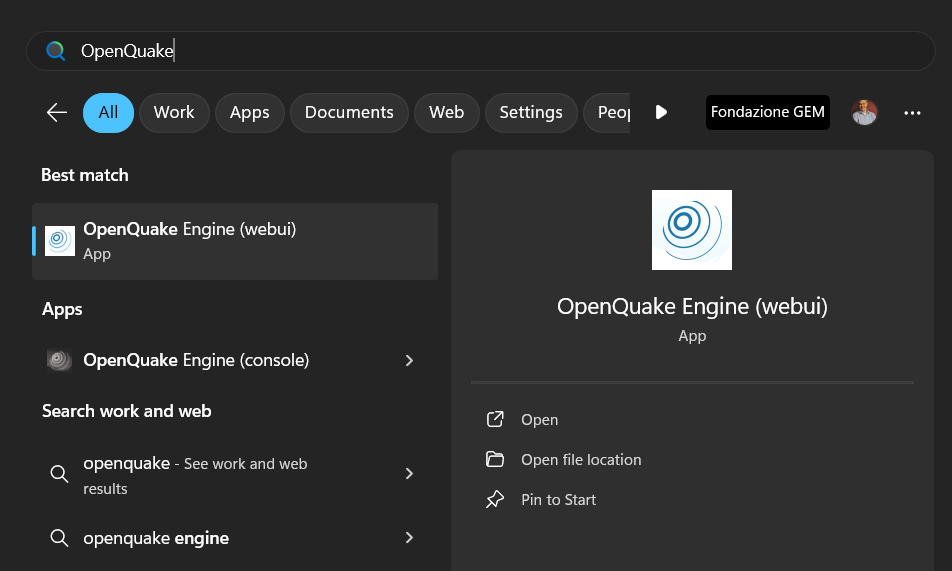 OpenQuake
All
Work
Apps
Documents
Web
Settings
Fondazione GEM
Best match
OpenQuake Engine (webui)
App
Apps
OpenQuake Engine (console)
Search work and web
openquake - See work and web
results
openquake engine
OpenQuake Engine (webui)
App
Open
Open file location
Pin to Start